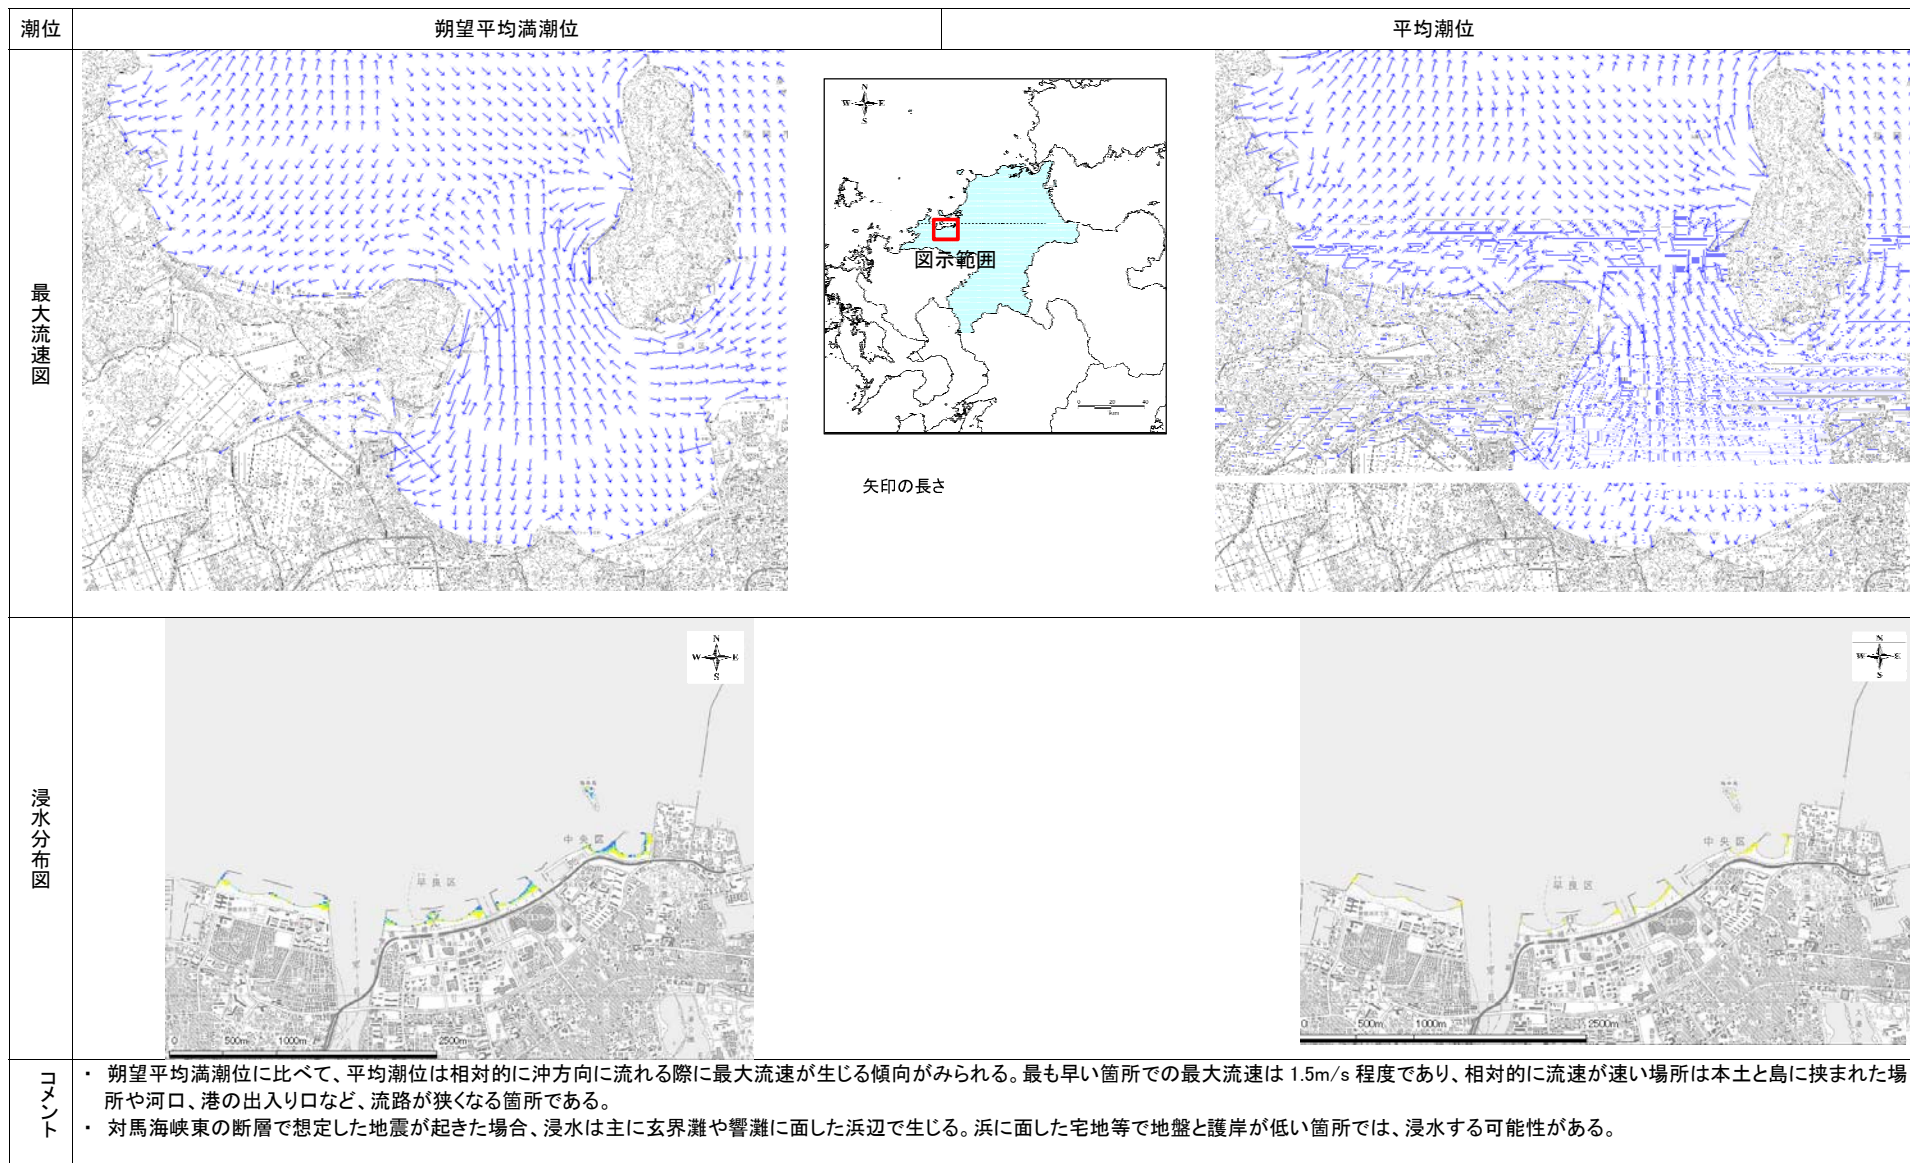 潮位
朔望平均満潮位
平均潮位
最大流速図
N
W E
S
図示範囲
0 20 40
km
矢印の長さ
浸水分布図
N
W E
S
中央区
早良区
0 500m 1000m 2500m
N
W E
S
中央区
早良区
0 500m 1000m 2500m
コメント
・ 朔望平均満潮位に比べて、平均潮位は相対的に沖方向に流れる際に最大流速が生じる傾向がみられる。最も早い箇所での最大流速は 1.5m/s 程度であり、相対的に流速が速い場所は本土と島に挟まれた場
所や河口、港の出入り口など、流路が狭くなる箇所である。
・ 対馬海峡東の断層で想定した地震が起きた場合、浸水は主に玄界灘や響灘に面した浜辺で生じる。浜に面した宅地等で地盤と護岸が低い箇所では、浸水する可能性がある。